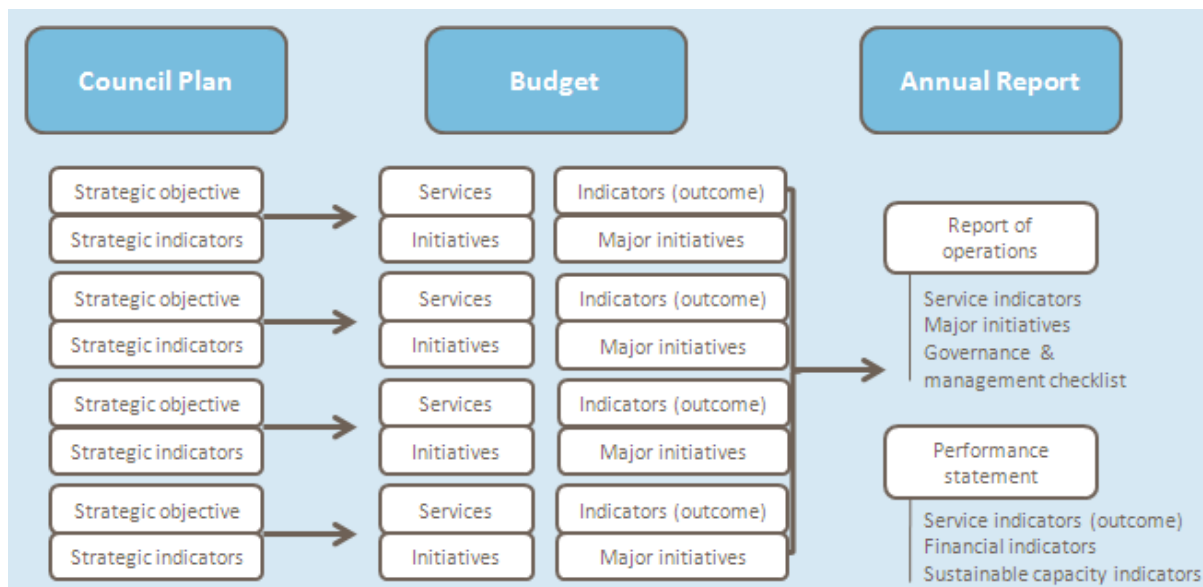 Council Plan
Budget
Annual Report
Strategic objective
Strategic indicators
Services
Initiatives
Indicators (outcome)
Major initiatives
Strategic objective
Strategic indicators
Services
Initiatives
Indicators (outcome)
Major initiatives
Strategic objective
Strategic indicators
Services
Initiatives
Indicators (outcome)
Major initiatives
Strategic objective
Strategic indicators
Services
Initiatives
Indicators (outcome)
Major initiatives
Report of
operations
Service indicators
Major initiatives
Governance &
management checklist
Performance
statement
Service indicators (outcome)
Financial indicators
Sustainable capacity indicators